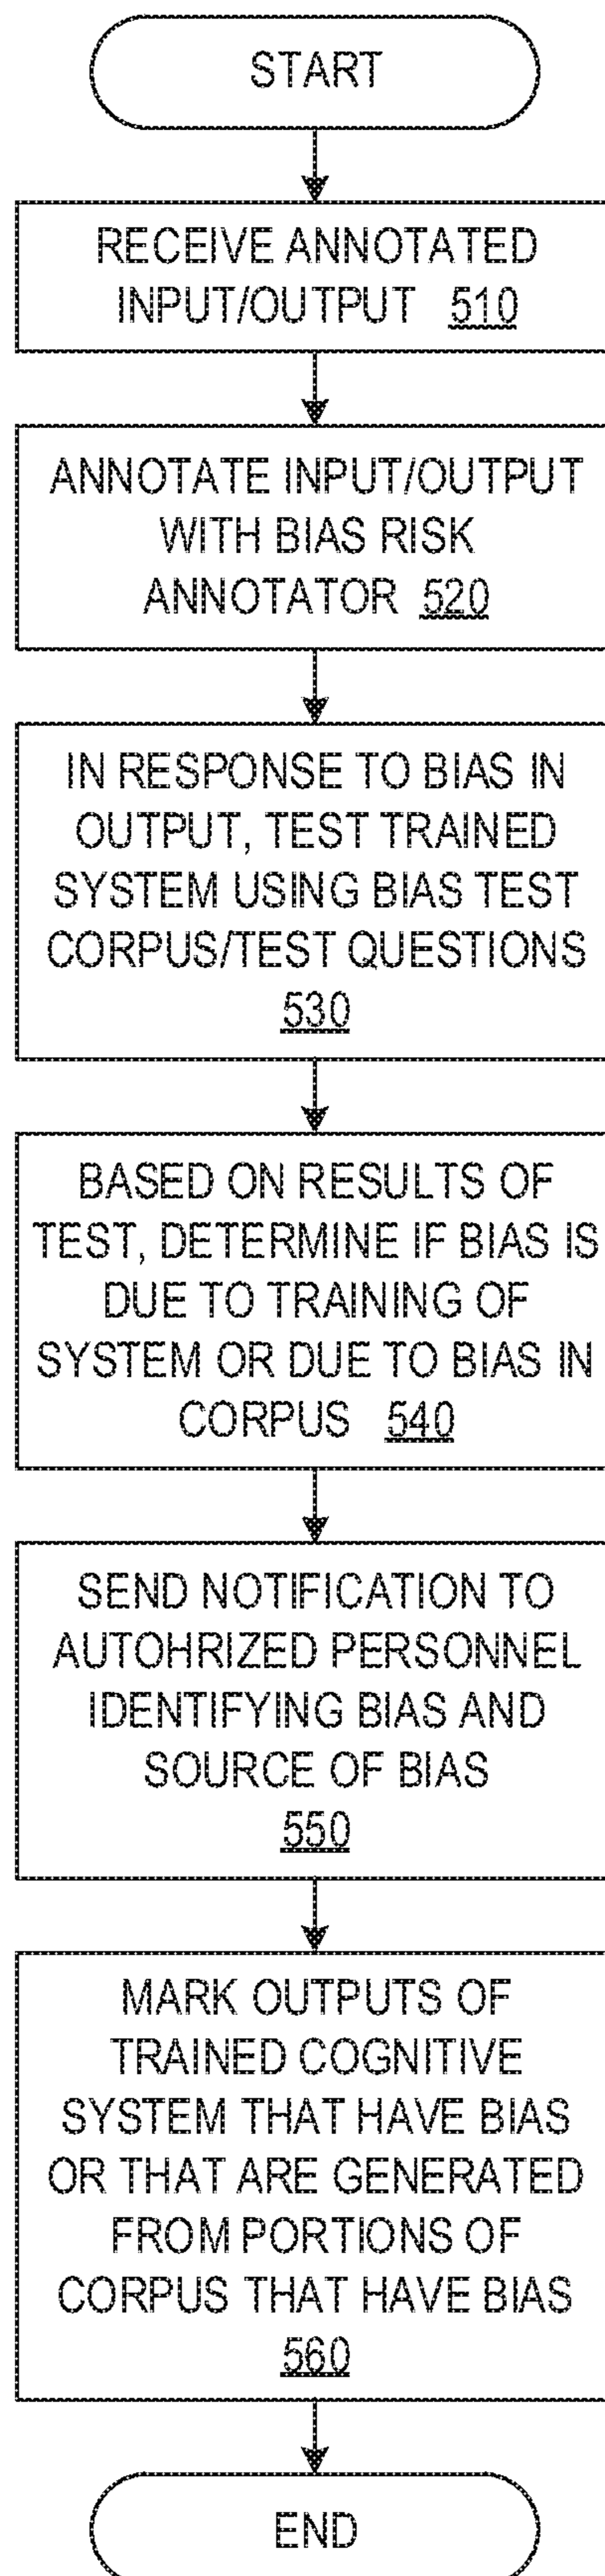 START
RECEIVE ANNOTATED
INPUT/OUTPUT 510
ANNOTATE INPUT/OUTPUT
WITH BIAS RISK
ANNOTATOR 520
IN RESPONSE TO BIAS IN
OUTPUT, TEST TRAINED
SYSTEM USING BIAS TEST
CORPUS/TEST QUESTIONS
530
BASED ON RESULTS OF
TEST, DETERMINE IF BIAS IS
DUE TO TRAINING OF
SYSTEM OR DUE TO BIAS IN
CORPUS 540
SEND NOTIFICATION TO
AUTOHRIZED PERSONNEL
IDENTIFYING BIAS AND
SOURCE OF BIAS
550
MARK OUTPUTS OF
TRAINED COGNITIVE
SYSTEM THAT HAVE BIAS
OR THAT ARE GENERATED
FROM PORTIONS OF
CORPUS THAT HAVE BIAS
560
END